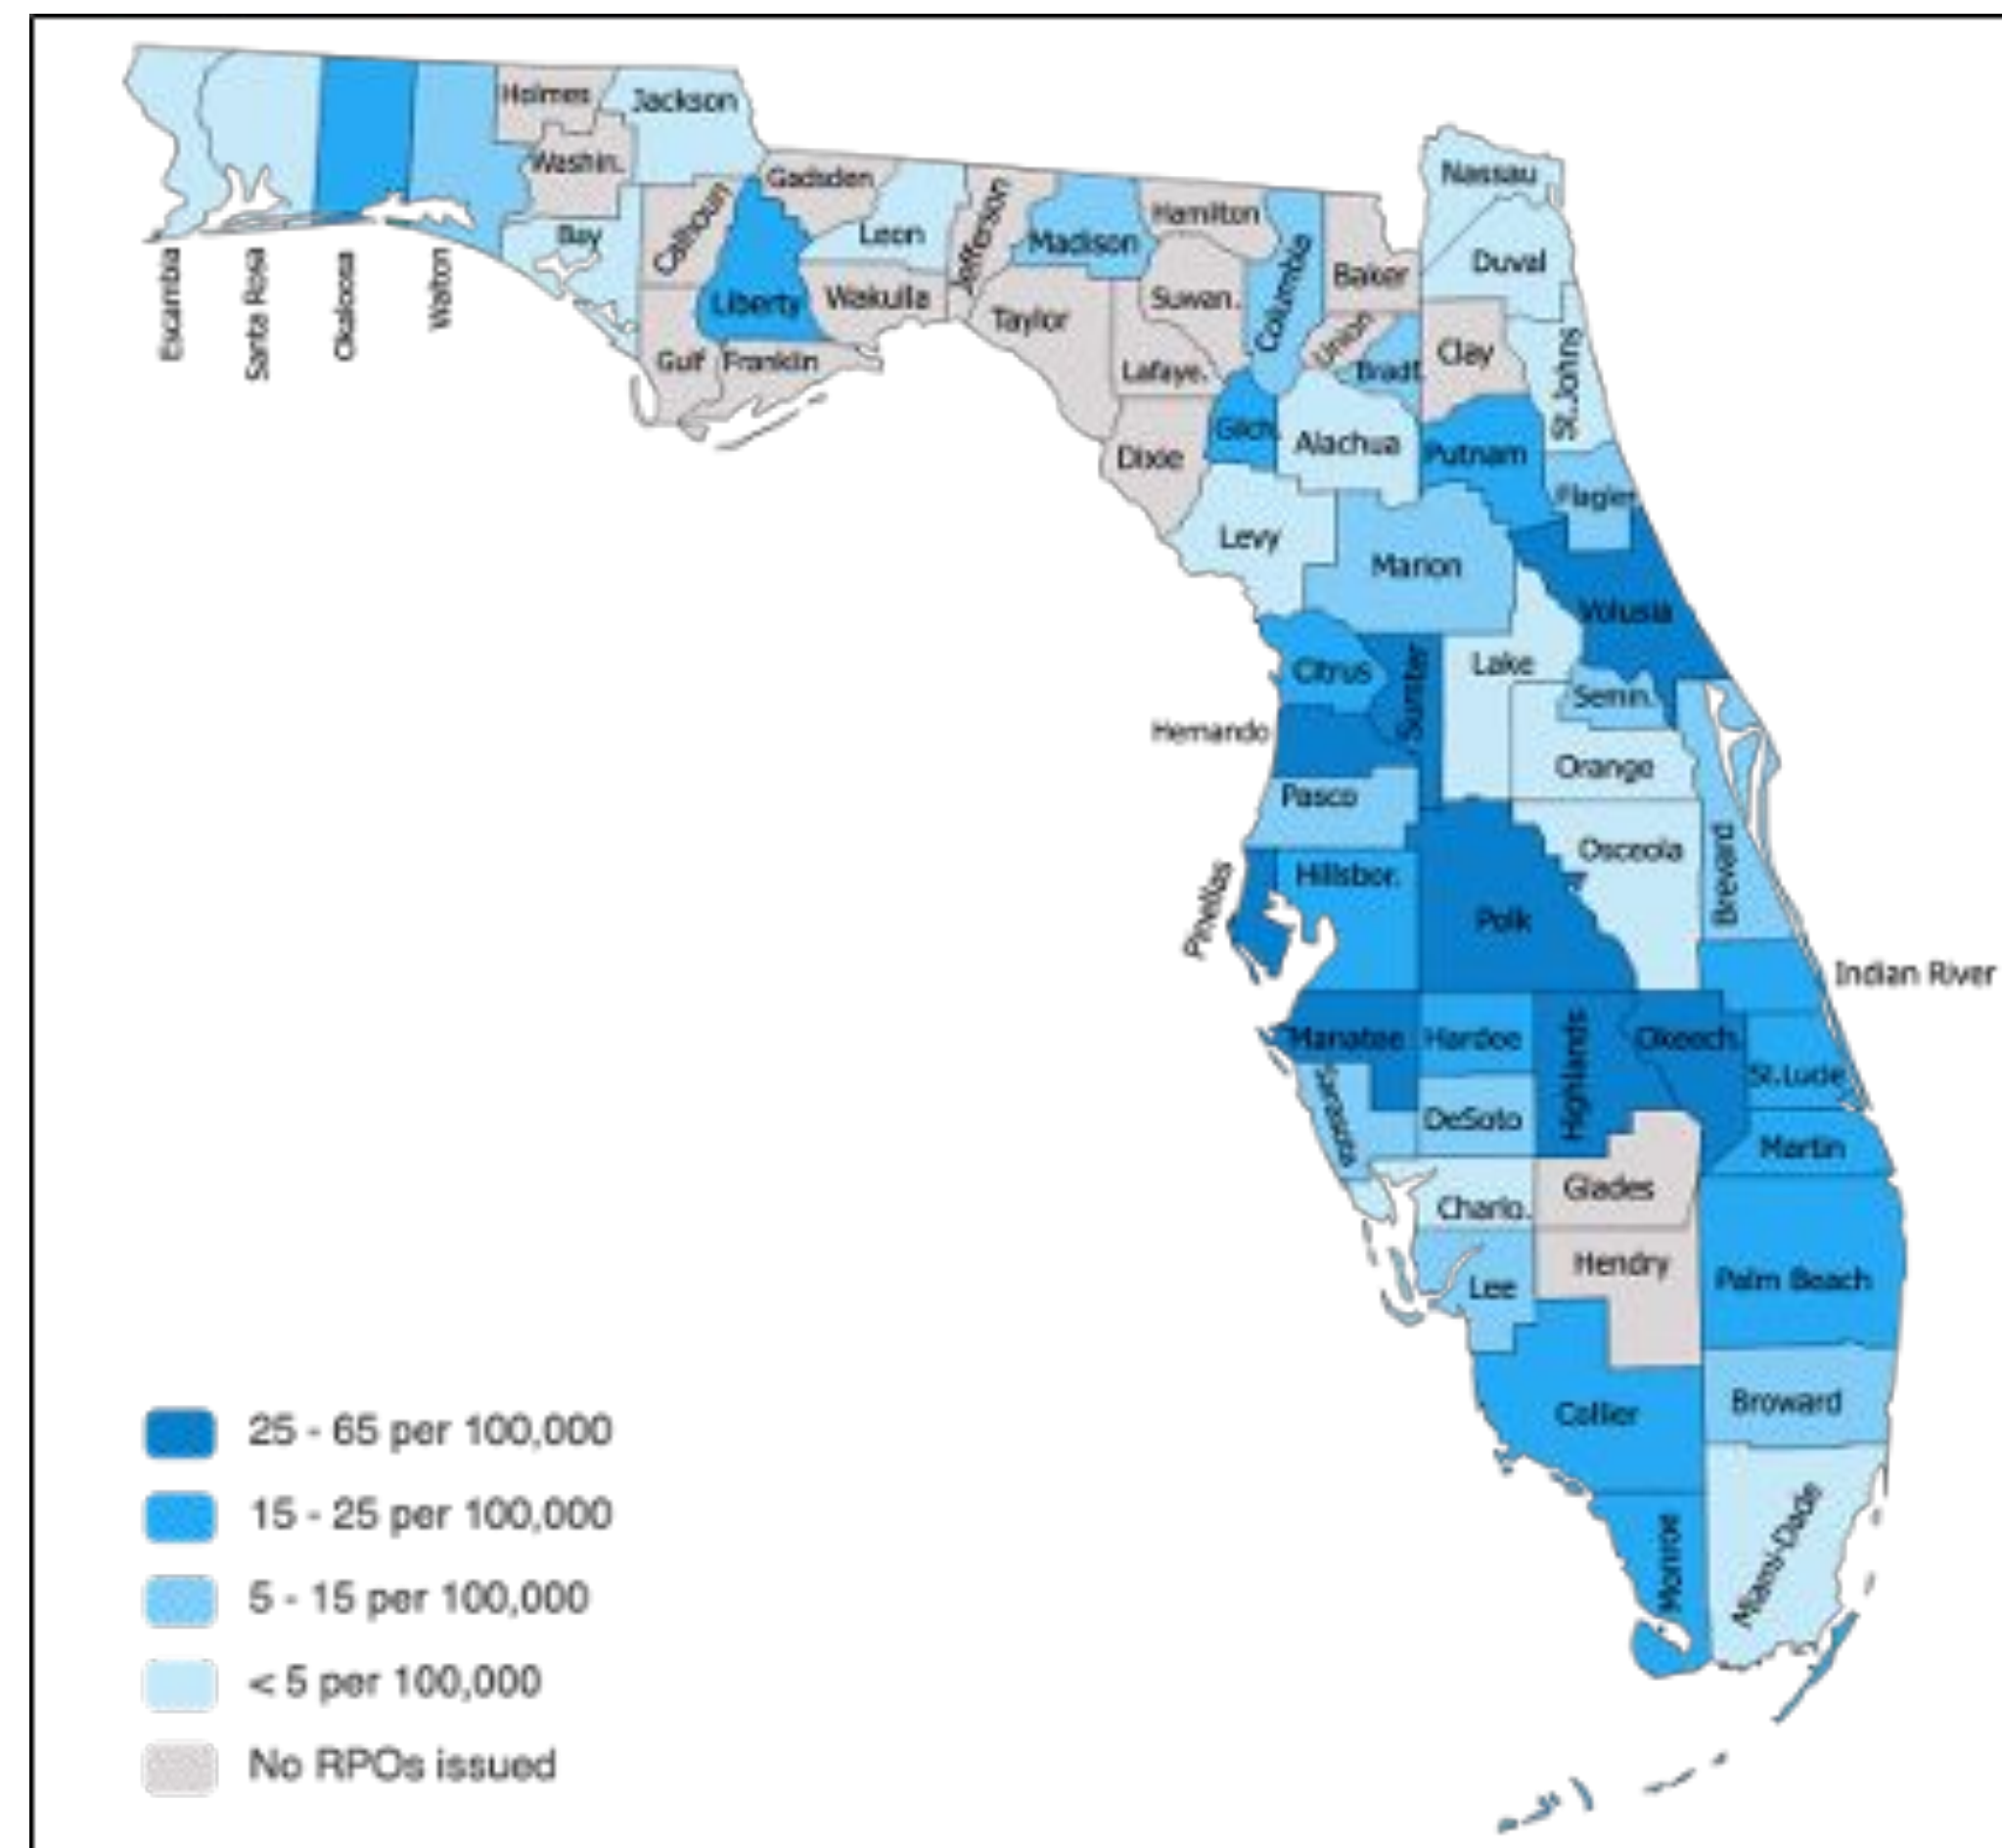 Holmes
Jackson
Washin.
Gadsden
Calhoun
Bay
Leon
Jefferson
Liberty
Wakulla
Gulf
Franklin
Escambia
Santa Rosa
Okaloosa
Walton
Madison
Hamilton
Taylor
Suwan.
Lafaye.
Columbia
Baker
Nassau
Duval
Union
Bradf
Clay
St.Johns
Dixie
Gilch.
Alachua
Putnam
Flagler
Levy
Marion
Volusia
Citrus
Sumter
Lake
Semin.
Hernando
Orange
Pasco
Osceola
Brevard
Pinellas
Hillsbor.
Polk
Indian River
Manatee
Hardee
Highlands
Okeech.
St.Lucie
Sarasota
DeSoto
Martin
Charlo.
Glades
Lee
Hendry
Palm Beach
Collier
Broward
Monroe
Miami-Dade
25 - 65 per 100,000
15 - 25 per 100,000
5 - 15 per 100,000
< 5 per 100,000
No RPOs issued